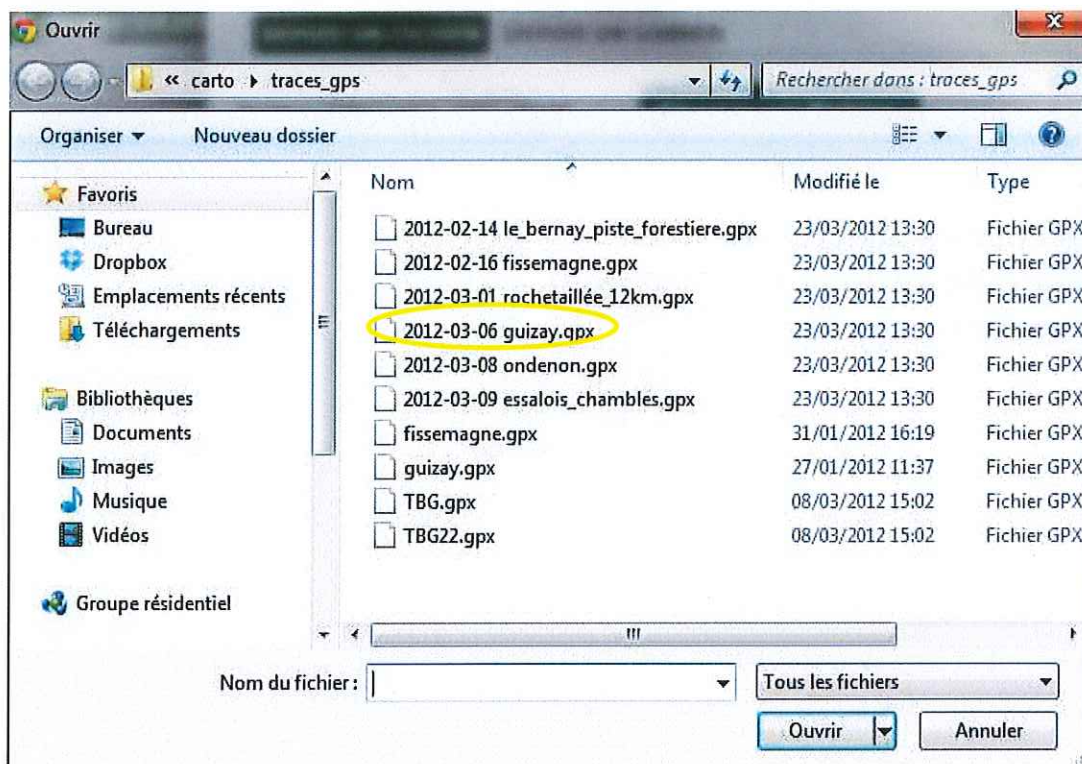 Ouvrir
« carto ▸ traces_gps
Rechercher dans : traces_gps
Organiser ▾ Nouveau dossier
Favoris
Bureau
Dropbox
Emplacements récents
Téléchargements
Bibliothèques
Documents
Images
Musique
Vidéos
Groupe résidentiel
Nom Modifié le Type
2012-02-14 le_bernay_piste_forestiere.gpx 23/03/2012 13:30 Fichier GPX
2012-02-16 fissemagne.gpx 23/03/2012 13:30 Fichier GPX
2012-03-01 rochetaillée_12km.gpx 23/03/2012 13:30 Fichier GPX
2012-03-06 guizay.gpx 23/03/2012 13:30 Fichier GPX
2012-03-08 ondenon.gpx 23/03/2012 13:30 Fichier GPX
2012-03-09 essalois_chambles.gpx 23/03/2012 13:30 Fichier GPX
fissemagne.gpx 31/01/2012 16:19 Fichier GPX
guizay.gpx 27/01/2012 11:37 Fichier GPX
TBG.gpx 08/03/2012 15:02 Fichier GPX
TBG22.gpx 08/03/2012 15:02 Fichier GPX
Nom du fichier :
Tous les fichiers
Ouvrir
Annuler